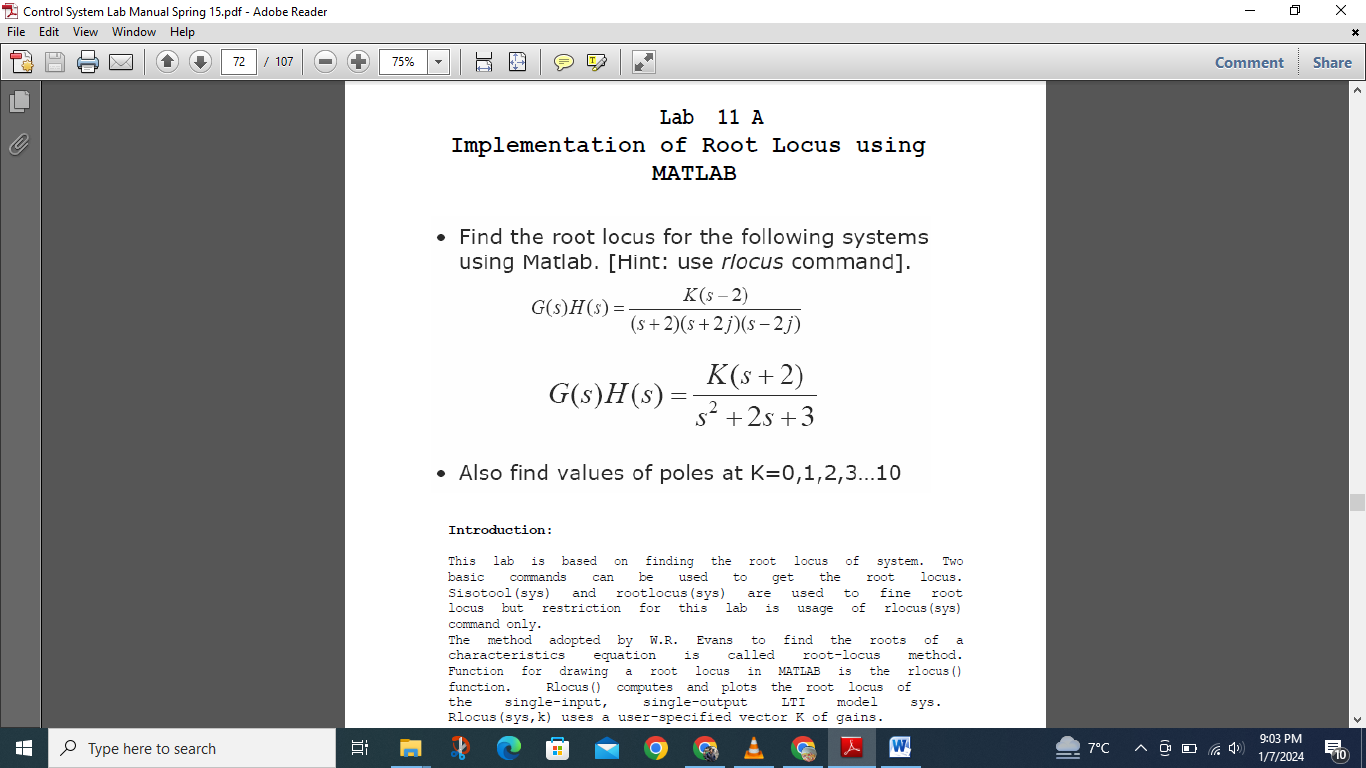 Control System Lab Manual Spring 15.pdf - Adobe Reader
File Edit View Window Help
72 / 107 75% Comment Share
Lab 11 A
Implementation of Root Locus using
MATLAB
• Find the root locus for the following systems
using Matlab. [Hint: use rlocus command].
G(s)H(s) = K(s − 2) / (s + 2)(s + 2j)(s − 2j)
G(s)H(s) = K(s + 2) / s² + 2s + 3
• Also find values of poles at K=0,1,2,3…10
Introduction:
This lab is based on finding the root locus of system. Two
basic commands can be used to get the root locus.
Sisotool(sys) and rootlocus(sys) are used to fine root
locus but restriction for this lab is usage of rlocus(sys)
command only.
The method adopted by W.R. Evans to find the roots of a
characteristics equation is called root-locus method.
Function for drawing a root locus in MATLAB is the rlocus()
function. Rlocus() computes and plots the root locus of
the single-input, single-output LTI model sys.
Rlocus(sys,k) uses a user-specified vector K of gains.
Type here to search
7°C
9:03 PM
1/7/2024
10